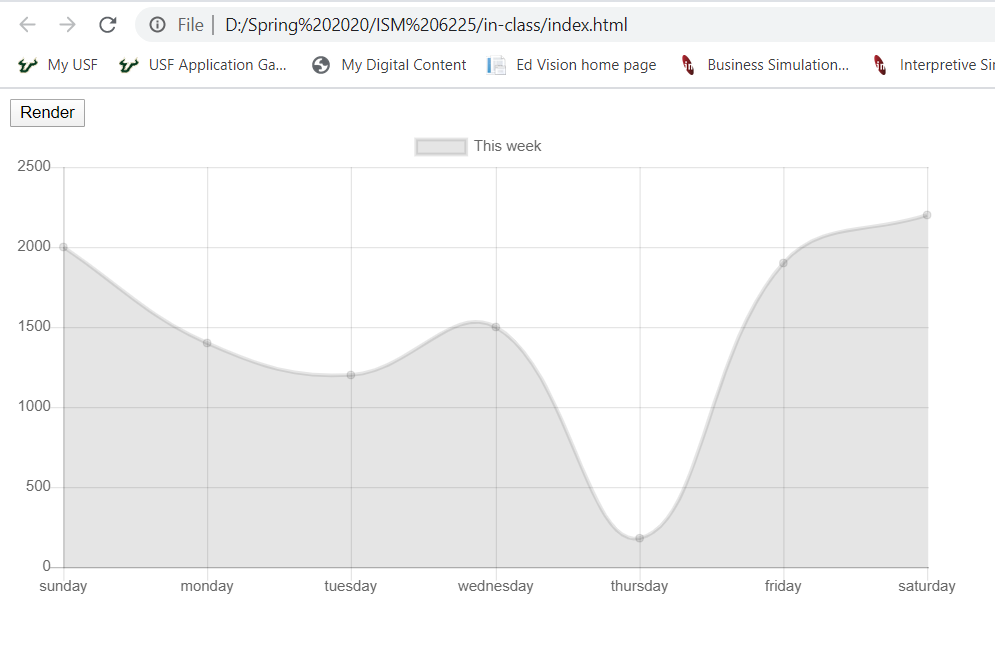 File | D:/Spring%202020/ISM%206225/in-class/index.html
My USF USF Application Ga... My Digital Content Ed Vision home page Business Simulation... Interpretive Sin
Render
This week
2500
2000
1500
1000
500
0
sunday monday tuesday wednesday thursday friday saturday